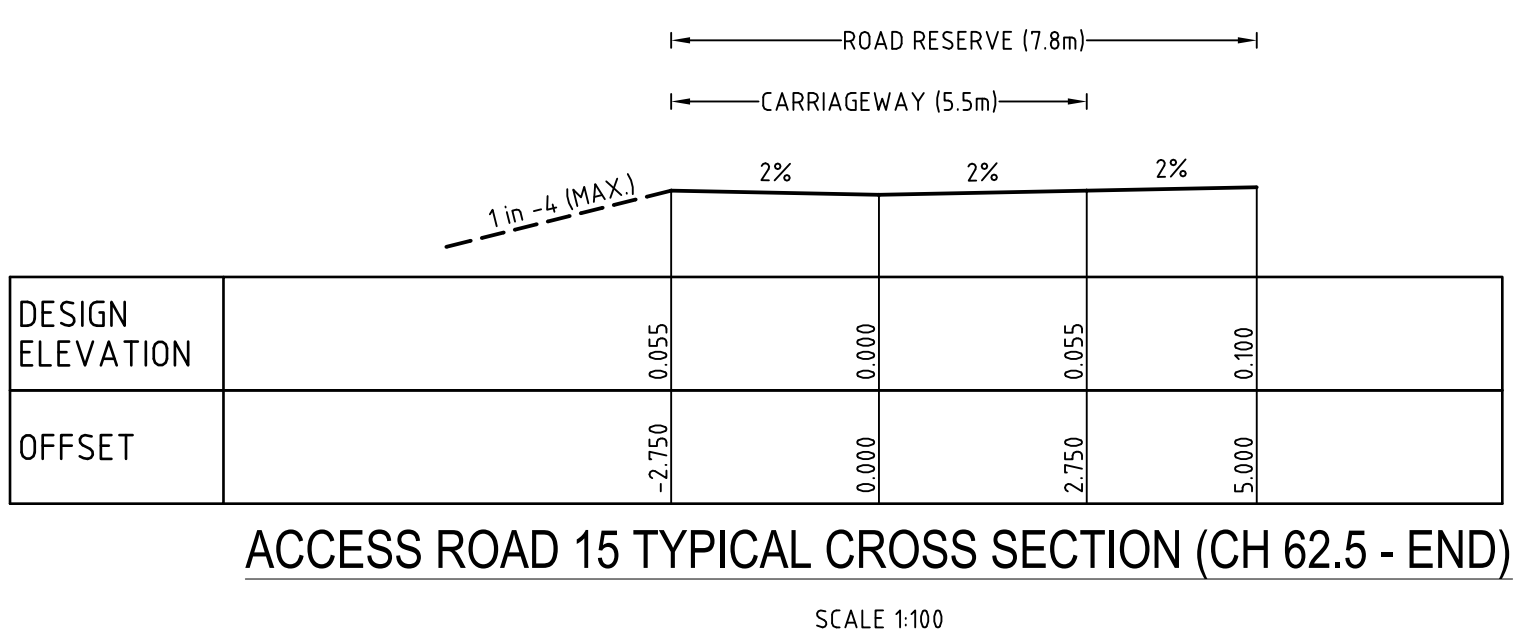 ROAD RESERVE (7.8m)
CARRIAGEWAY (5.5m)
1 in -4 (MAX.)
2%
2%
2%
DESIGN
ELEVATION
0.055
0.000
0.055
0.100
OFFSET
-2.750
0.000
2.750
5.000
ACCESS ROAD 15 TYPICAL CROSS SECTION (CH 62.5 - END)
SCALE 1:100